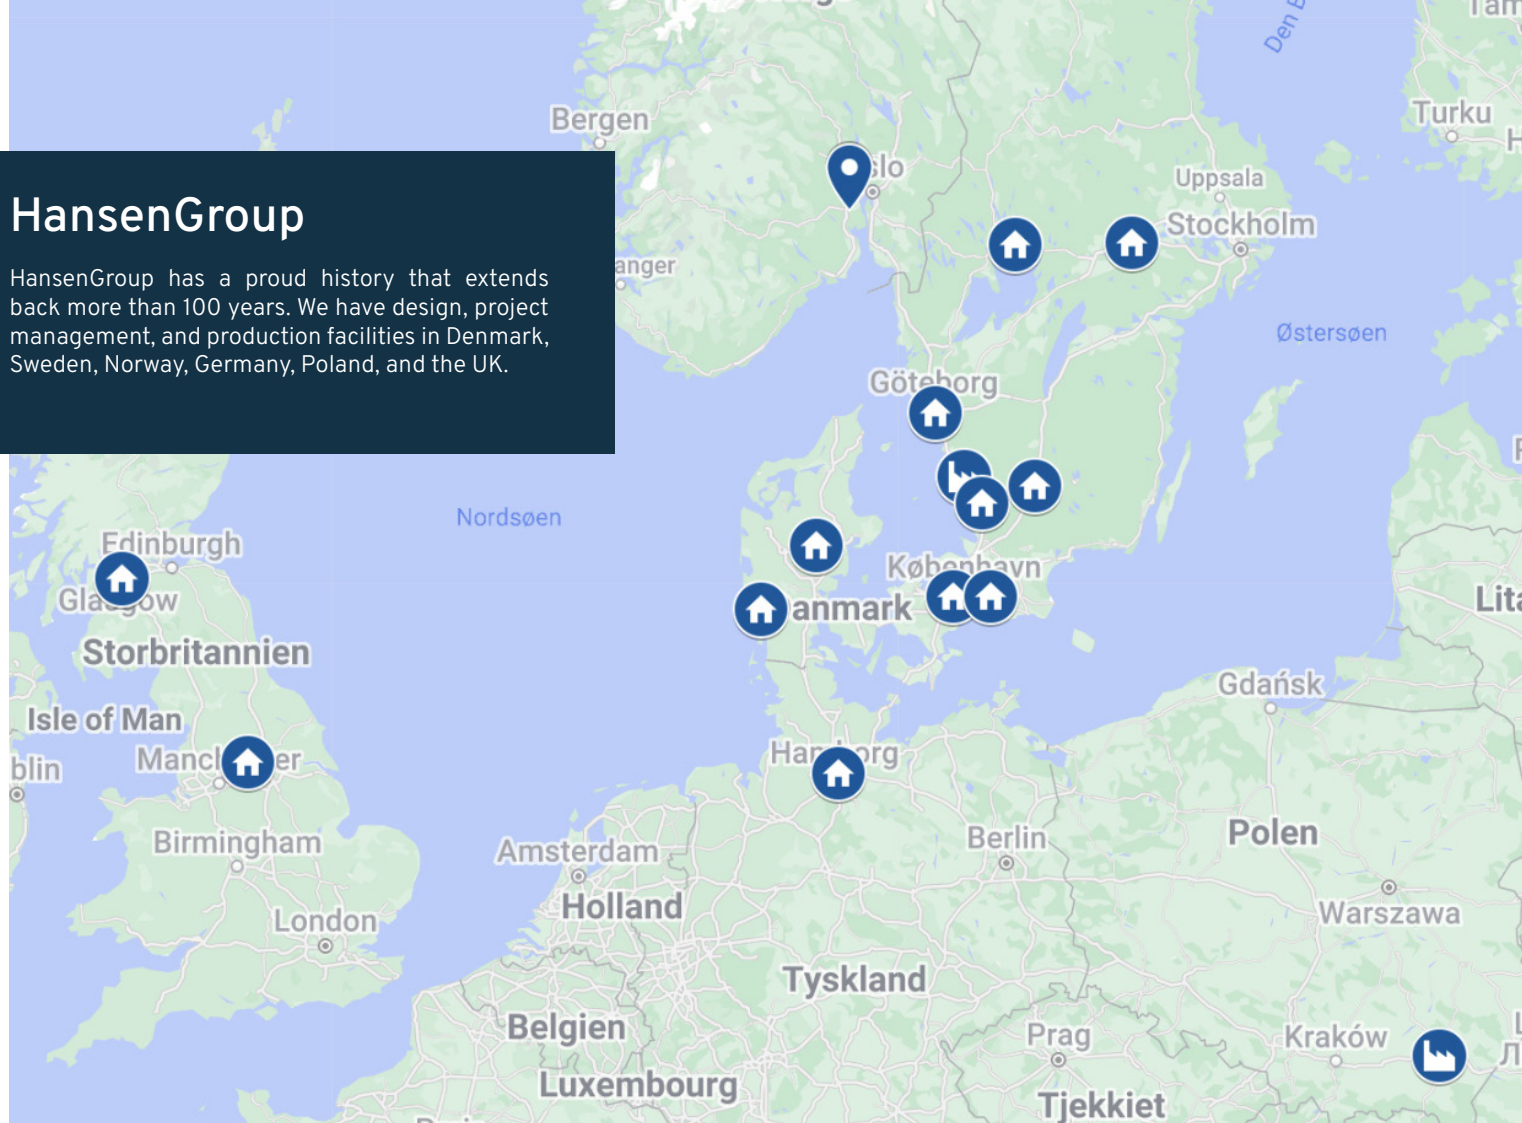 HansenGroup
HansenGroup has a proud history that extends
back more than 100 years. We have design, project
management, and production facilities in Denmark,
Sweden, Norway, Germany, Poland, and the UK.
Bergen
Turku
Uppsala
Stockholm
Østersøen
Göteborg
Nordsøen
Edinburgh
København
Storbritannien
Isle of Man
Gdańsk
Birmingham
Amsterdam
Berlin
Polen
Holland
London
Warszawa
Tyskland
Belgien
Prag
Kraków
Luxembourg
Tjekkiet